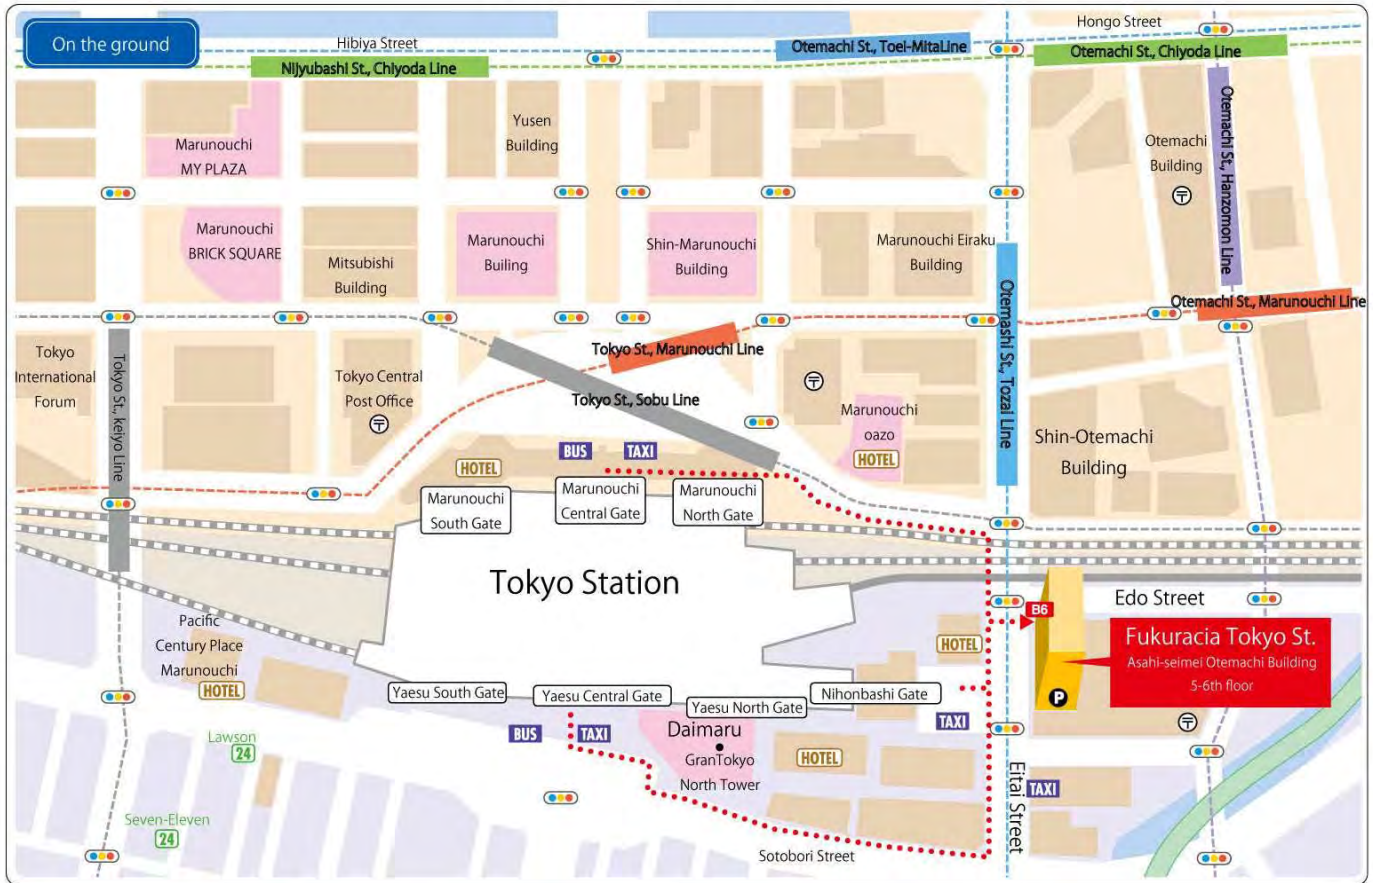 On the ground
Hibiya Street
Hongo Street
Otemachi St., Toei-MitaLine
Otemachi St., Chiyoda Line
Nijyubashi St., Chiyoda Line
Yusen
Building
Marunouchi
MY PLAZA
Otemachi
Building
〒
Otemachi St., Hanzomon Line
Marunouchi
BRICK SQUARE
Mitsubishi
Building
Marunouchi
Builing
Shin-Marunouchi
Building
Marunouchi Eiraku
Building
Otemachi St., Marunouchi Line
Otemashi St., Tozai Line
Tokyo
International
Forum
Tokyo St., keiyo Line
Tokyo Central
Post Office
〒
Tokyo St., Marunouchi Line
Tokyo St., Sobu Line
〒
Marunouchi
oazo
HOTEL
Shin-Otemachi
Building
BUS
TAXI
HOTEL
Marunouchi
South Gate
Marunouchi
Central Gate
Marunouchi
North Gate
Tokyo Station
Edo Street
B6
Fukuracia Tokyo St.
Asahi-seimei Otemachi Building
5-6th floor
P
〒
HOTEL
Pacific
Century Place
Marunouchi
HOTEL
Yaesu South Gate
Yaesu Central Gate
Yaesu North Gate
Nihonbashi Gate
TAXI
BUS
TAXI
Daimaru
GranTokyo
North Tower
HOTEL
Lawson
24
Seven-Eleven
24
Eitai Street
TAXI
Sotobori Street